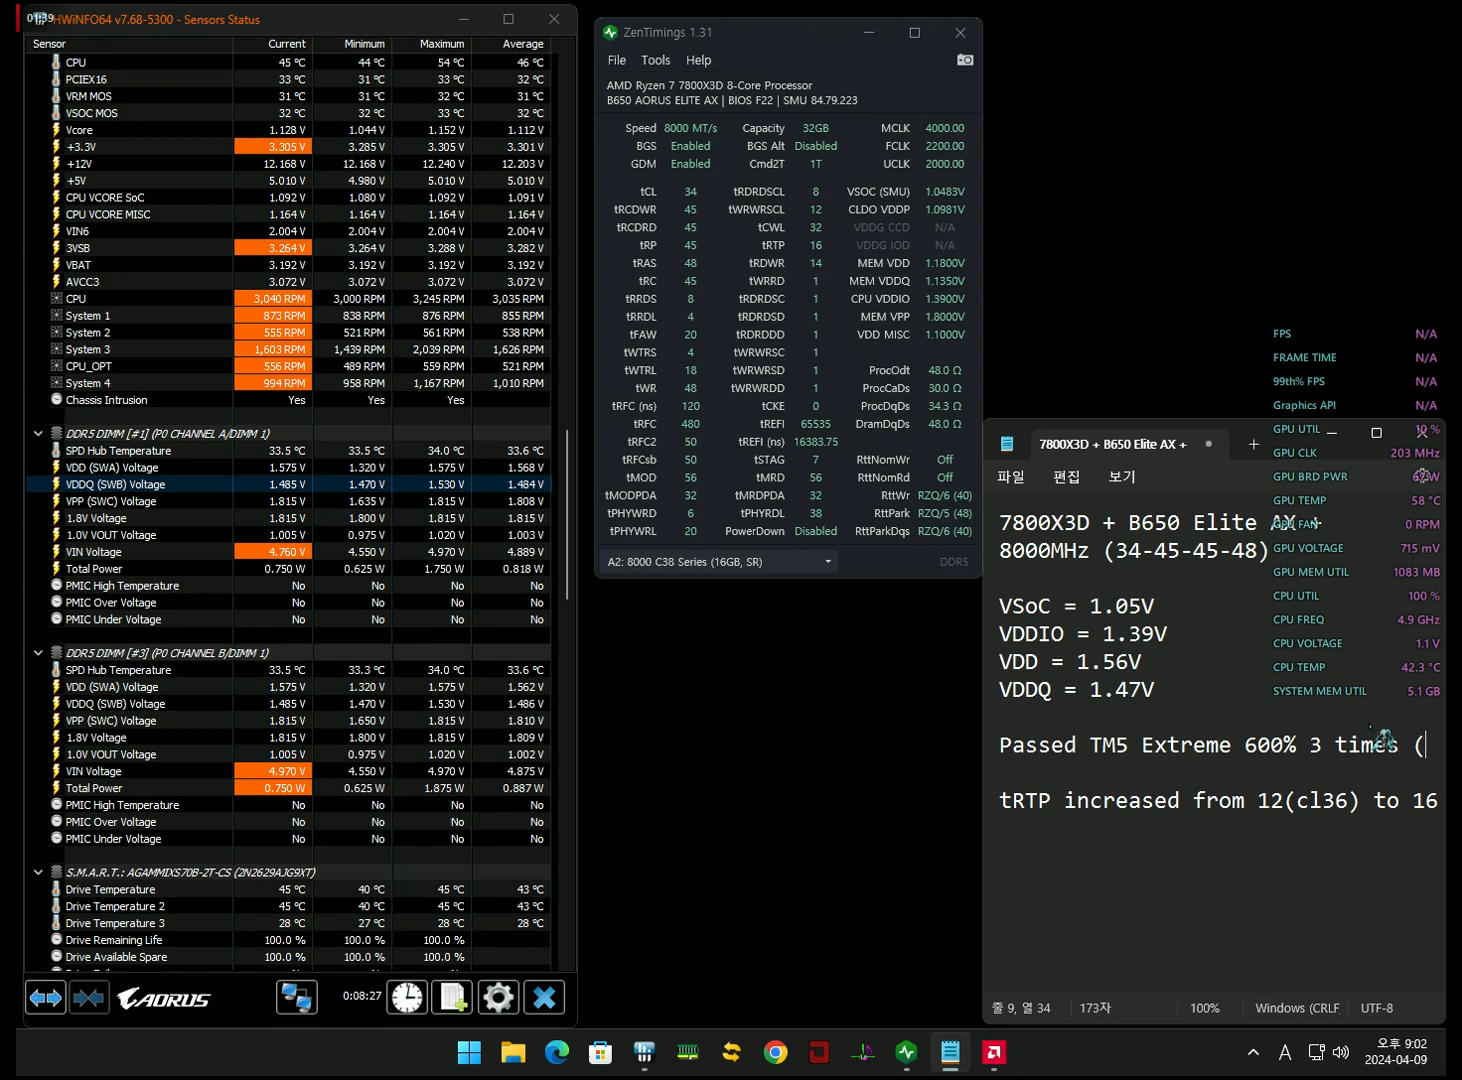 01:39
HWiNFO64 v7.68-5300 - Sensors Status
Sensor Current Minimum Maximum Average
CPU 45 °C 44 °C 54 °C 46 °C
PCIEX16 33 °C 31 °C 33 °C 32 °C
VRM MOS 31 °C 31 °C 32 °C 31 °C
VSOC MOS 32 °C 32 °C 33 °C 32 °C
Vcore 1.128 V 1.044 V 1.152 V 1.112 V
+3.3V 3.305 V 3.285 V 3.305 V 3.301 V
+12V 12.168 V 12.168 V 12.240 V 12.203 V
+5V 5.010 V 4.980 V 5.010 V 5.010 V
CPU VCORE SoC 1.092 V 1.080 V 1.092 V 1.091 V
CPU VCORE MISC 1.164 V 1.164 V 1.164 V 1.164 V
VIN6 2.004 V 2.004 V 2.004 V 2.004 V
3VSB 3.264 V 3.264 V 3.288 V 3.282 V
VBAT 3.192 V 3.192 V 3.192 V 3.192 V
AVCC3 3.072 V 3.072 V 3.072 V 3.072 V
CPU 3,040 RPM 3,000 RPM 3,245 RPM 3,035 RPM
System 1 873 RPM 838 RPM 876 RPM 855 RPM
System 2 555 RPM 521 RPM 561 RPM 538 RPM
System 3 1,603 RPM 1,439 RPM 2,039 RPM 1,626 RPM
CPU_OPT 556 RPM 489 RPM 559 RPM 521 RPM
System 4 994 RPM 958 RPM 1,167 RPM 1,010 RPM
Chassis Intrusion Yes Yes Yes
DDR5 DIMM [#1] (P0 CHANNEL A/DIMM 1)
SPD Hub Temperature 33.5 °C 33.5 °C 34.0 °C 33.6 °C
VDD (SWA) Voltage 1.575 V 1.320 V 1.575 V 1.568 V
VDDQ (SWB) Voltage 1.485 V 1.470 V 1.530 V 1.484 V
VPP (SWC) Voltage 1.815 V 1.635 V 1.815 V 1.808 V
1.8V Voltage 1.815 V 1.800 V 1.815 V 1.811 V
1.0V VOUT Voltage 1.005 V 0.975 V 1.020 V 1.003 V
VIN Voltage 4.760 V 4.550 V 4.970 V 4.889 V
Total Power 0.750 W 0.625 W 1.750 W 0.818 W
PMIC High Temperature No No No
PMIC Over Voltage No No No
PMIC Under Voltage No No No
DDR5 DIMM [#3] (P0 CHANNEL B/DIMM 1)
SPD Hub Temperature 33.5 °C 33.3 °C 34.0 °C 33.6 °C
VDD (SWA) Voltage 1.575 V 1.320 V 1.575 V 1.562 V
VDDQ (SWB) Voltage 1.485 V 1.470 V 1.530 V 1.486 V
VPP (SWC) Voltage 1.815 V 1.650 V 1.815 V 1.810 V
1.8V Voltage 1.815 V 1.800 V 1.815 V 1.809 V
1.0V VOUT Voltage 1.005 V 0.975 V 1.020 V 1.002 V
VIN Voltage 4.970 V 4.550 V 4.970 V 4.875 V
Total Power 0.750 W 0.625 W 1.875 W 0.887 W
PMIC High Temperature No No No
PMIC Over Voltage No No No
PMIC Under Voltage No No No
S.M.A.R.T.: AGAMMIXS70B-2T-CS (2N2629AJG9XT)
Drive Temperature 45 °C 40 °C 45 °C 43 °C
Drive Temperature 2 45 °C 40 °C 45 °C 43 °C
Drive Temperature 3 28 °C 27 °C 28 °C 28 °C
Drive Remaining Life 100.0 % 100.0 % 100.0 %
Drive Available Spare 100.0 % 100.0 % 100.0 %
AORUS 0:08:27
ZenTimings 1.31
File Tools Help
AMD Ryzen 7 7800X3D 8-Core Processor
B650 AORUS ELITE AX | BIOS F22 | SMU 84.79.223
Speed 8000 MT/s Capacity 32GB MCLK 4000.00
BGS Enabled BGS Alt Disabled FCLK 2200.00
GDM Enabled Cmd2T 1T UCLK 2000.00
tCL 34 tRDRDSCL 8 VSOC (SMU) 1.0483V
tRCDWR 45 tWRWRSCL 12 CLDO VDDP 1.0981V
tRCDRD 45 tCWL 32 VDDG CCD N/A
tRP 45 tRTP 16 VDDG IOD N/A
tRAS 48 tRDWR 14 MEM VDD 1.1800V
tRC 45 tWRRD 1 MEM VDDQ 1.1350V
tRRDS 8 tRDRDSC 1 CPU VDDIO 1.3900V
tRRDL 4 tRDRDSD 1 MEM VPP 1.8000V
tFAW 20 tRDRDDD 1 VDD MISC 1.1000V
tWTRS 4 tWRWRSC 1
tWTRL 18 tWRWRSD 1 ProcOdt 48.0 Ω
tWR 48 tWRWRDD 1 ProcCaDs 30.0 Ω
tRFC (ns) 120 tCKE 0 ProcDqDs 34.3 Ω
tRFC 480 tREFI 65535 DramDqDs 48.0 Ω
tRFC2 50 tREFI (ns) 16383.75
tRFCsb 50 tSTAG 7 RttNomWr Off
tMOD 56 tMRD 56 RttNomRd Off
tMODPDA 32 tMRDPDA 32 RttWr RZQ/6 (40)
tPHYWRD 6 tPHYRDL 38 RttPark RZQ/5 (48)
tPHYWRL 20 PowerDown Disabled RttParkDqs RZQ/6 (40)
A2: 8000 C38 Series (16GB, SR) DDR5
FPS N/A
FRAME TIME N/A
99th% FPS N/A
Graphics API N/A
GPU UTIL 10 %
GPU CLK 203 MHz
GPU BRD PWR
GPU TEMP 58 °C
GPU FAN 0 RPM
GPU VOLTAGE 715 mV
GPU MEM UTIL 1083 MB
CPU UTIL 100 %
CPU FREQ 4.9 GHz
CPU VOLTAGE 1.1 V
CPU TEMP 42.3 °C
SYSTEM MEM UTIL 5.1 GB
7800X3D + B650 Elite AX +
파일 편집 보기
7800X3D + B650 Elite AX +
8000MHz (34-45-45-48)
VSoC = 1.05V
VDDIO = 1.39V
VDD = 1.56V
VDDQ = 1.47V
Passed TM5 Extreme 600% 3 times (
tRTP increased from 12(cl36) to 16
줄 9, 열 34 173자 100% Windows (CRLF UTF-8
A 오후 9:02
2024-04-09